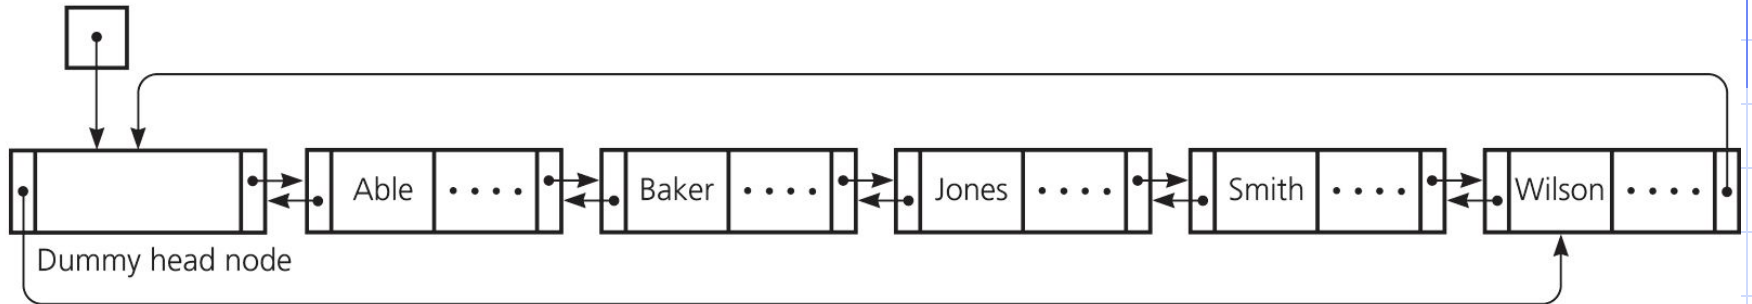 Able • • • • Baker • • • • Jones • • • • Smith • • • • Wilson • • • •
Dummy head node